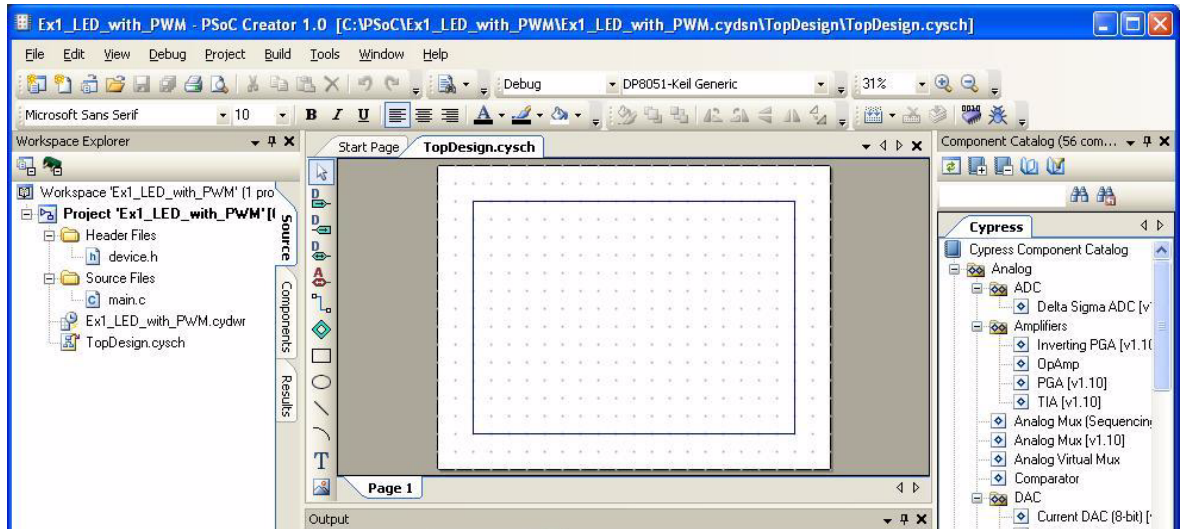 Ex1_LED_with_PWM - PSoC Creator 1.0 [C:\PSoC\Ex1_LED_with_PWM\Ex1_LED_with_PWM.cydsn\TopDesign\TopDesign.cysch]
File Edit View Debug Project Build Tools Window Help
Debug DP8051-Keil Generic 31%
Microsoft Sans Serif 10 B I U A
Workspace Explorer
Workspace 'Ex1_LED_with_PWM' (1 pro
Project 'Ex1_LED_with_PWM' [
Header Files
device.h
Source Files
main.c
Ex1_LED_with_PWM.cydwr
TopDesign.cysch
Source
Components
Results
Start Page TopDesign.cysch
D
D
D
A
T
Page 1
Output
Component Catalog (56 com...
Cypress
Cypress Component Catalog
Analog
ADC
Delta Sigma ADC [v
Amplifiers
Inverting PGA [v1.1
OpAmp
PGA [v1.10]
TIA [v1.10]
Analog Mux (Sequencin
Analog Mux [v1.10]
Analog Virtual Mux
Comparator
DAC
Current DAC (8-bit) [